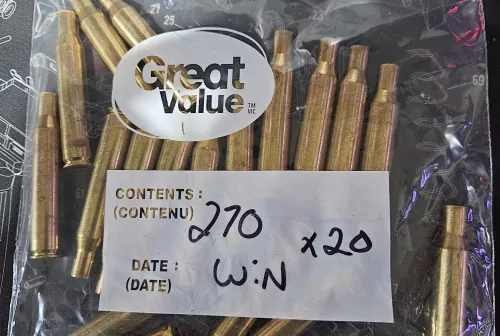 Great
Value
TM
MC
CONTENTS :
(CONTENU) 270 x20
DATE :
(DATE) WiN